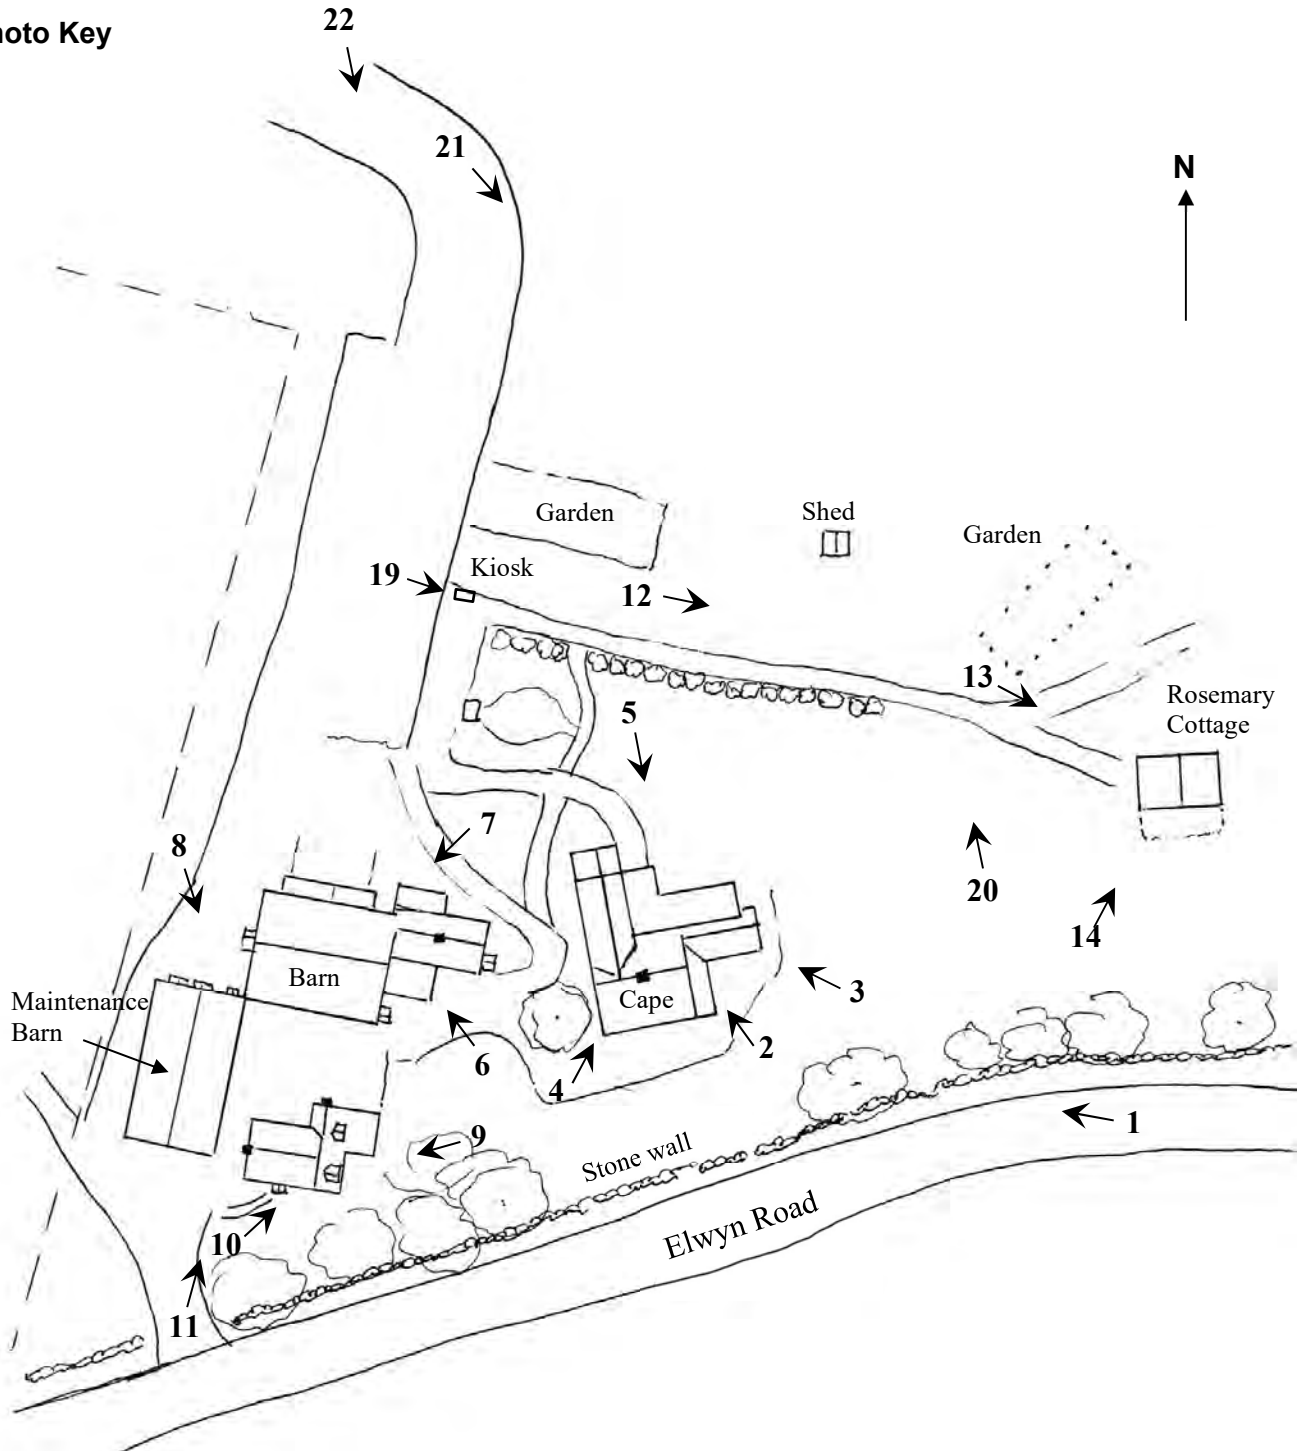 oto Key
22
21
N
Garden
Shed
Garden
19
Kiosk
12
13
Rosemary
Cottage
5
7
8
20
14
Barn
Cape
3
Maintenance
Barn
2
6
4
1
9
Stone wall
Elwyn Road
10
11